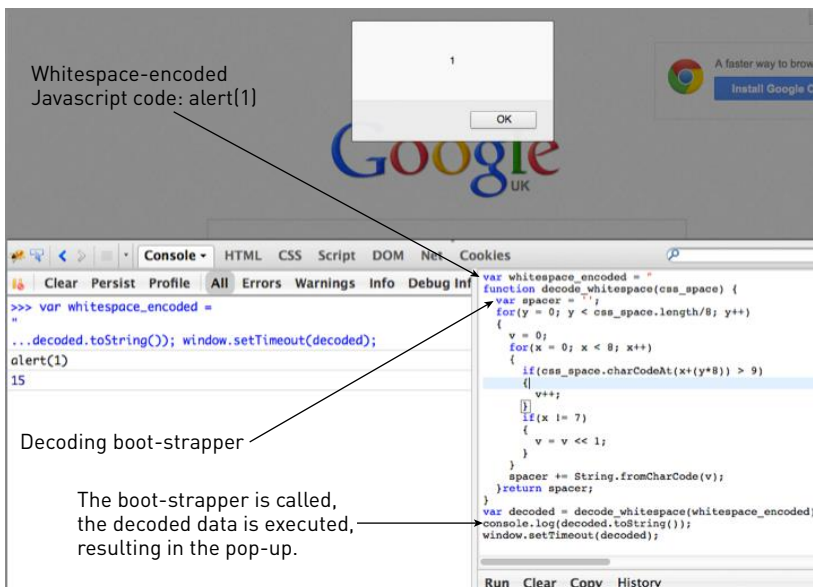 1
OK
A faster way to brow
Install Google C
Google
UK
Whitespace-encoded
Javascript code: alert(1)
Console HTML CSS Script DOM Net Cookies
Clear Persist Profile All Errors Warnings Info Debug Inf
>>> var whitespace_encoded =
"
...decoded.toString()); window.setTimeout(decoded);
alert(1)
15
var whitespace_encoded = "
function decode_whitespace(css_space) {
var spacer = '';
for(y = 0; y < css_space.length/8; y++)
{
v = 0;
for(x = 0; x < 8; x++)
{
if(css_space.charCodeAt(x+(y*8)) > 9)
{
v++;
}
if(x != 7)
{
v = v << 1;
}
}
spacer += String.fromCharCode(v);
}return spacer;
}
var decoded = decode_whitespace(whitespace_encoded)
console.log(decoded.toString());
window.setTimeout(decoded);
Decoding boot-strapper
The boot-strapper is called,
the decoded data is executed,
resulting in the pop-up.
Run Clear Copy History